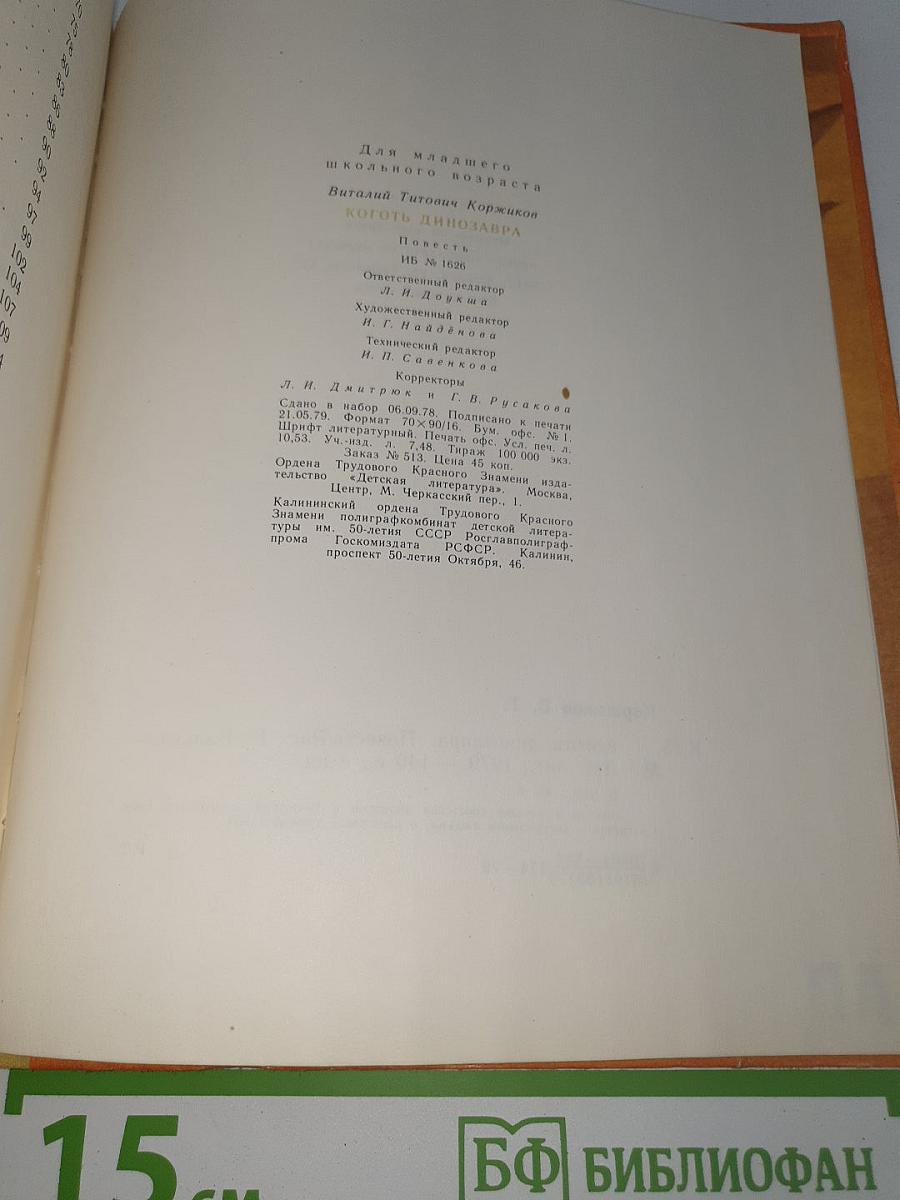 99
102
104
107
Для младшего
школьного возраста
Виталий Титович Коржиков
КОГОТЬ ДИНОЗАВРА
Повесть
ИБ № 1626
Ответственный редактор
Л. И. Доукша
Художественный редактор
И. Г. Найдёнова
Технический редактор
И. П. Савенкова
Корректоры
Л. И. Дмитрюк и Г. В. Русакова
Сдано в набор 06.09.78. Подписано к печати
21.05.79. Формат 70×90/16. Бум. офс. № 1.
Шрифт литературный. Печать офс. Усл. печ. л.
10,53. Уч.-изд. л. 7,48. Тираж 100 000 экз.
Заказ № 513. Цена 45 коп.
Ордена Трудового Красного Знамени изда-
тельство «Детская литература». Москва,
Центр, М. Черкасский пер., 1.
Калининский ордена Трудового Красного
Знамени полиграфкомбинат детской литера-
туры им. 50-летия СССР Росглавполиграф-
прома Госкомиздата РСФСР. Калинин,
проспект 50-летия Октября, 46.
15 см
БФ БИБЛИОФАН